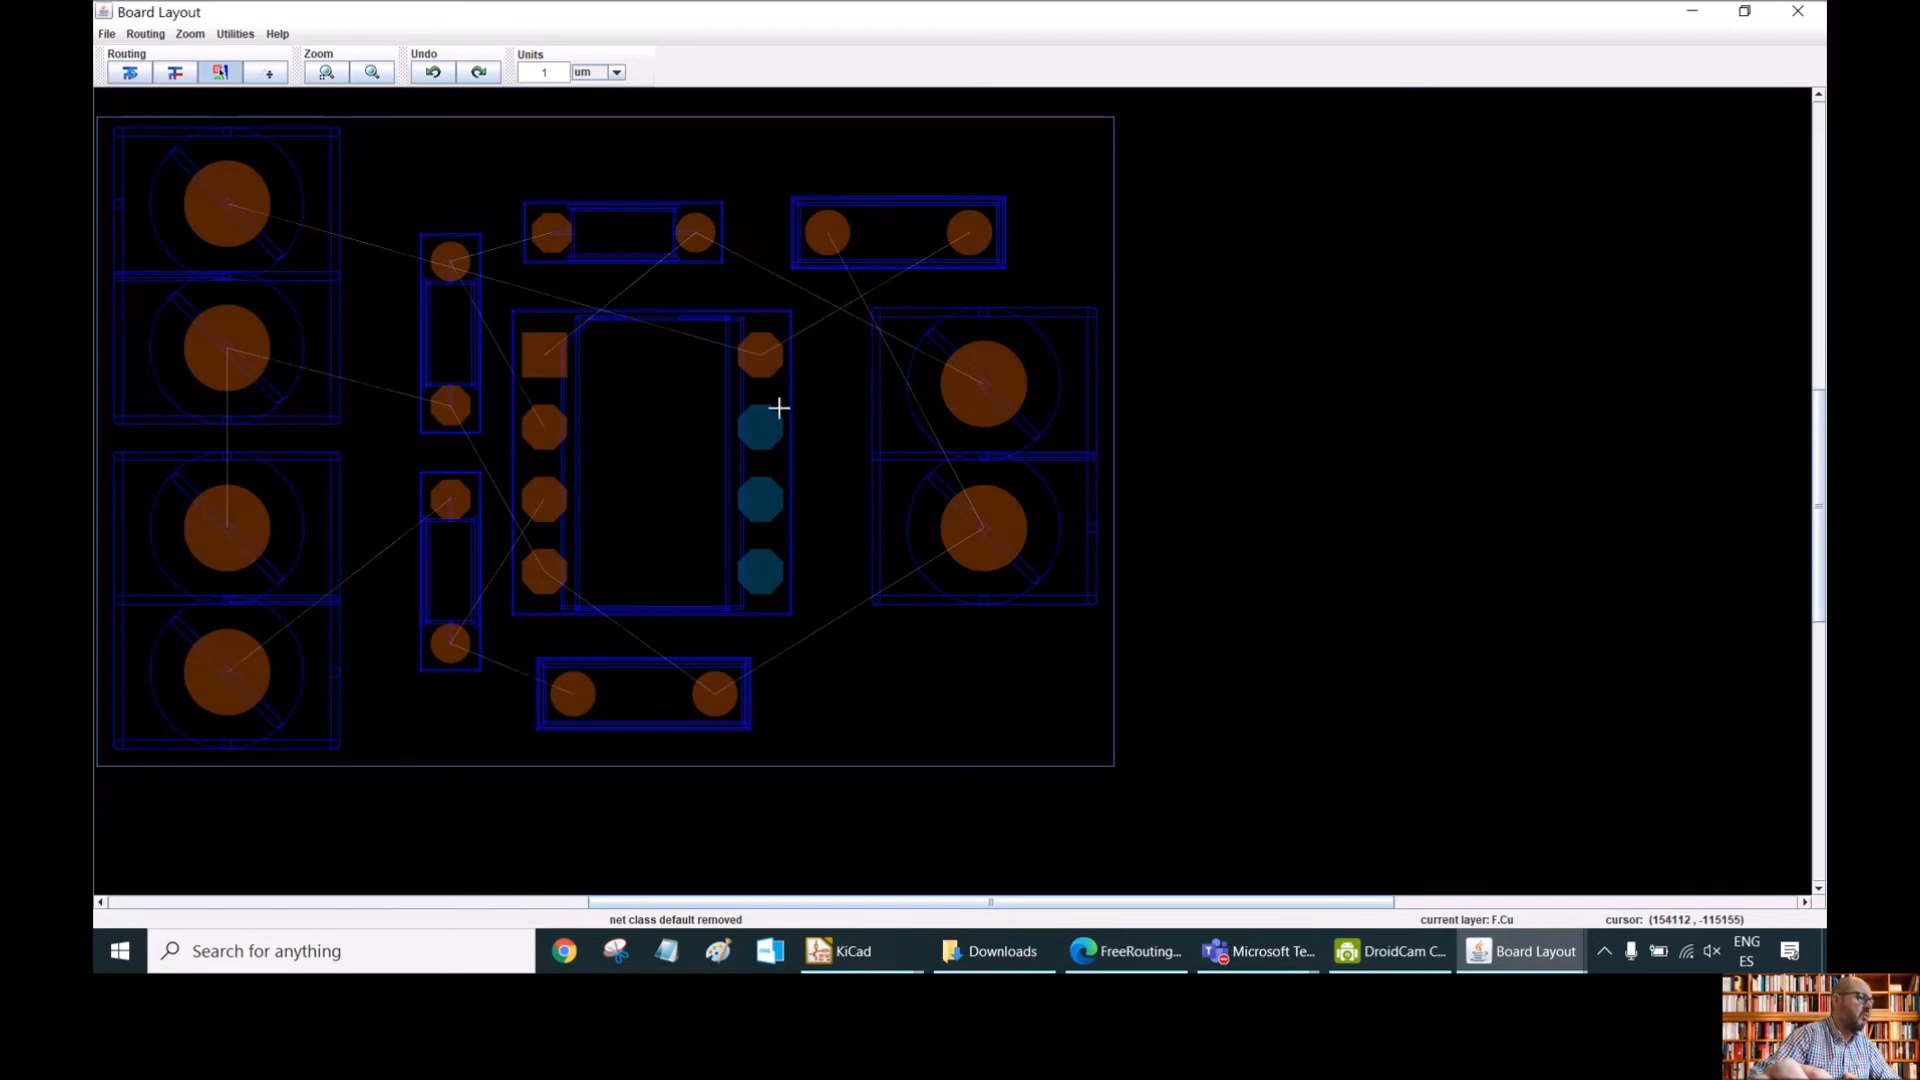 Board Layout
File Routing Zoom Utilities Help
Routing Zoom Undo Units
1 um
net class default removed
current layer: F.Cu
cursor: (154112 , -115155)
Search for anything
KiCad
Downloads
FreeRouting...
Microsoft Te...
DroidCam C...
Board Layout
ENG
ES